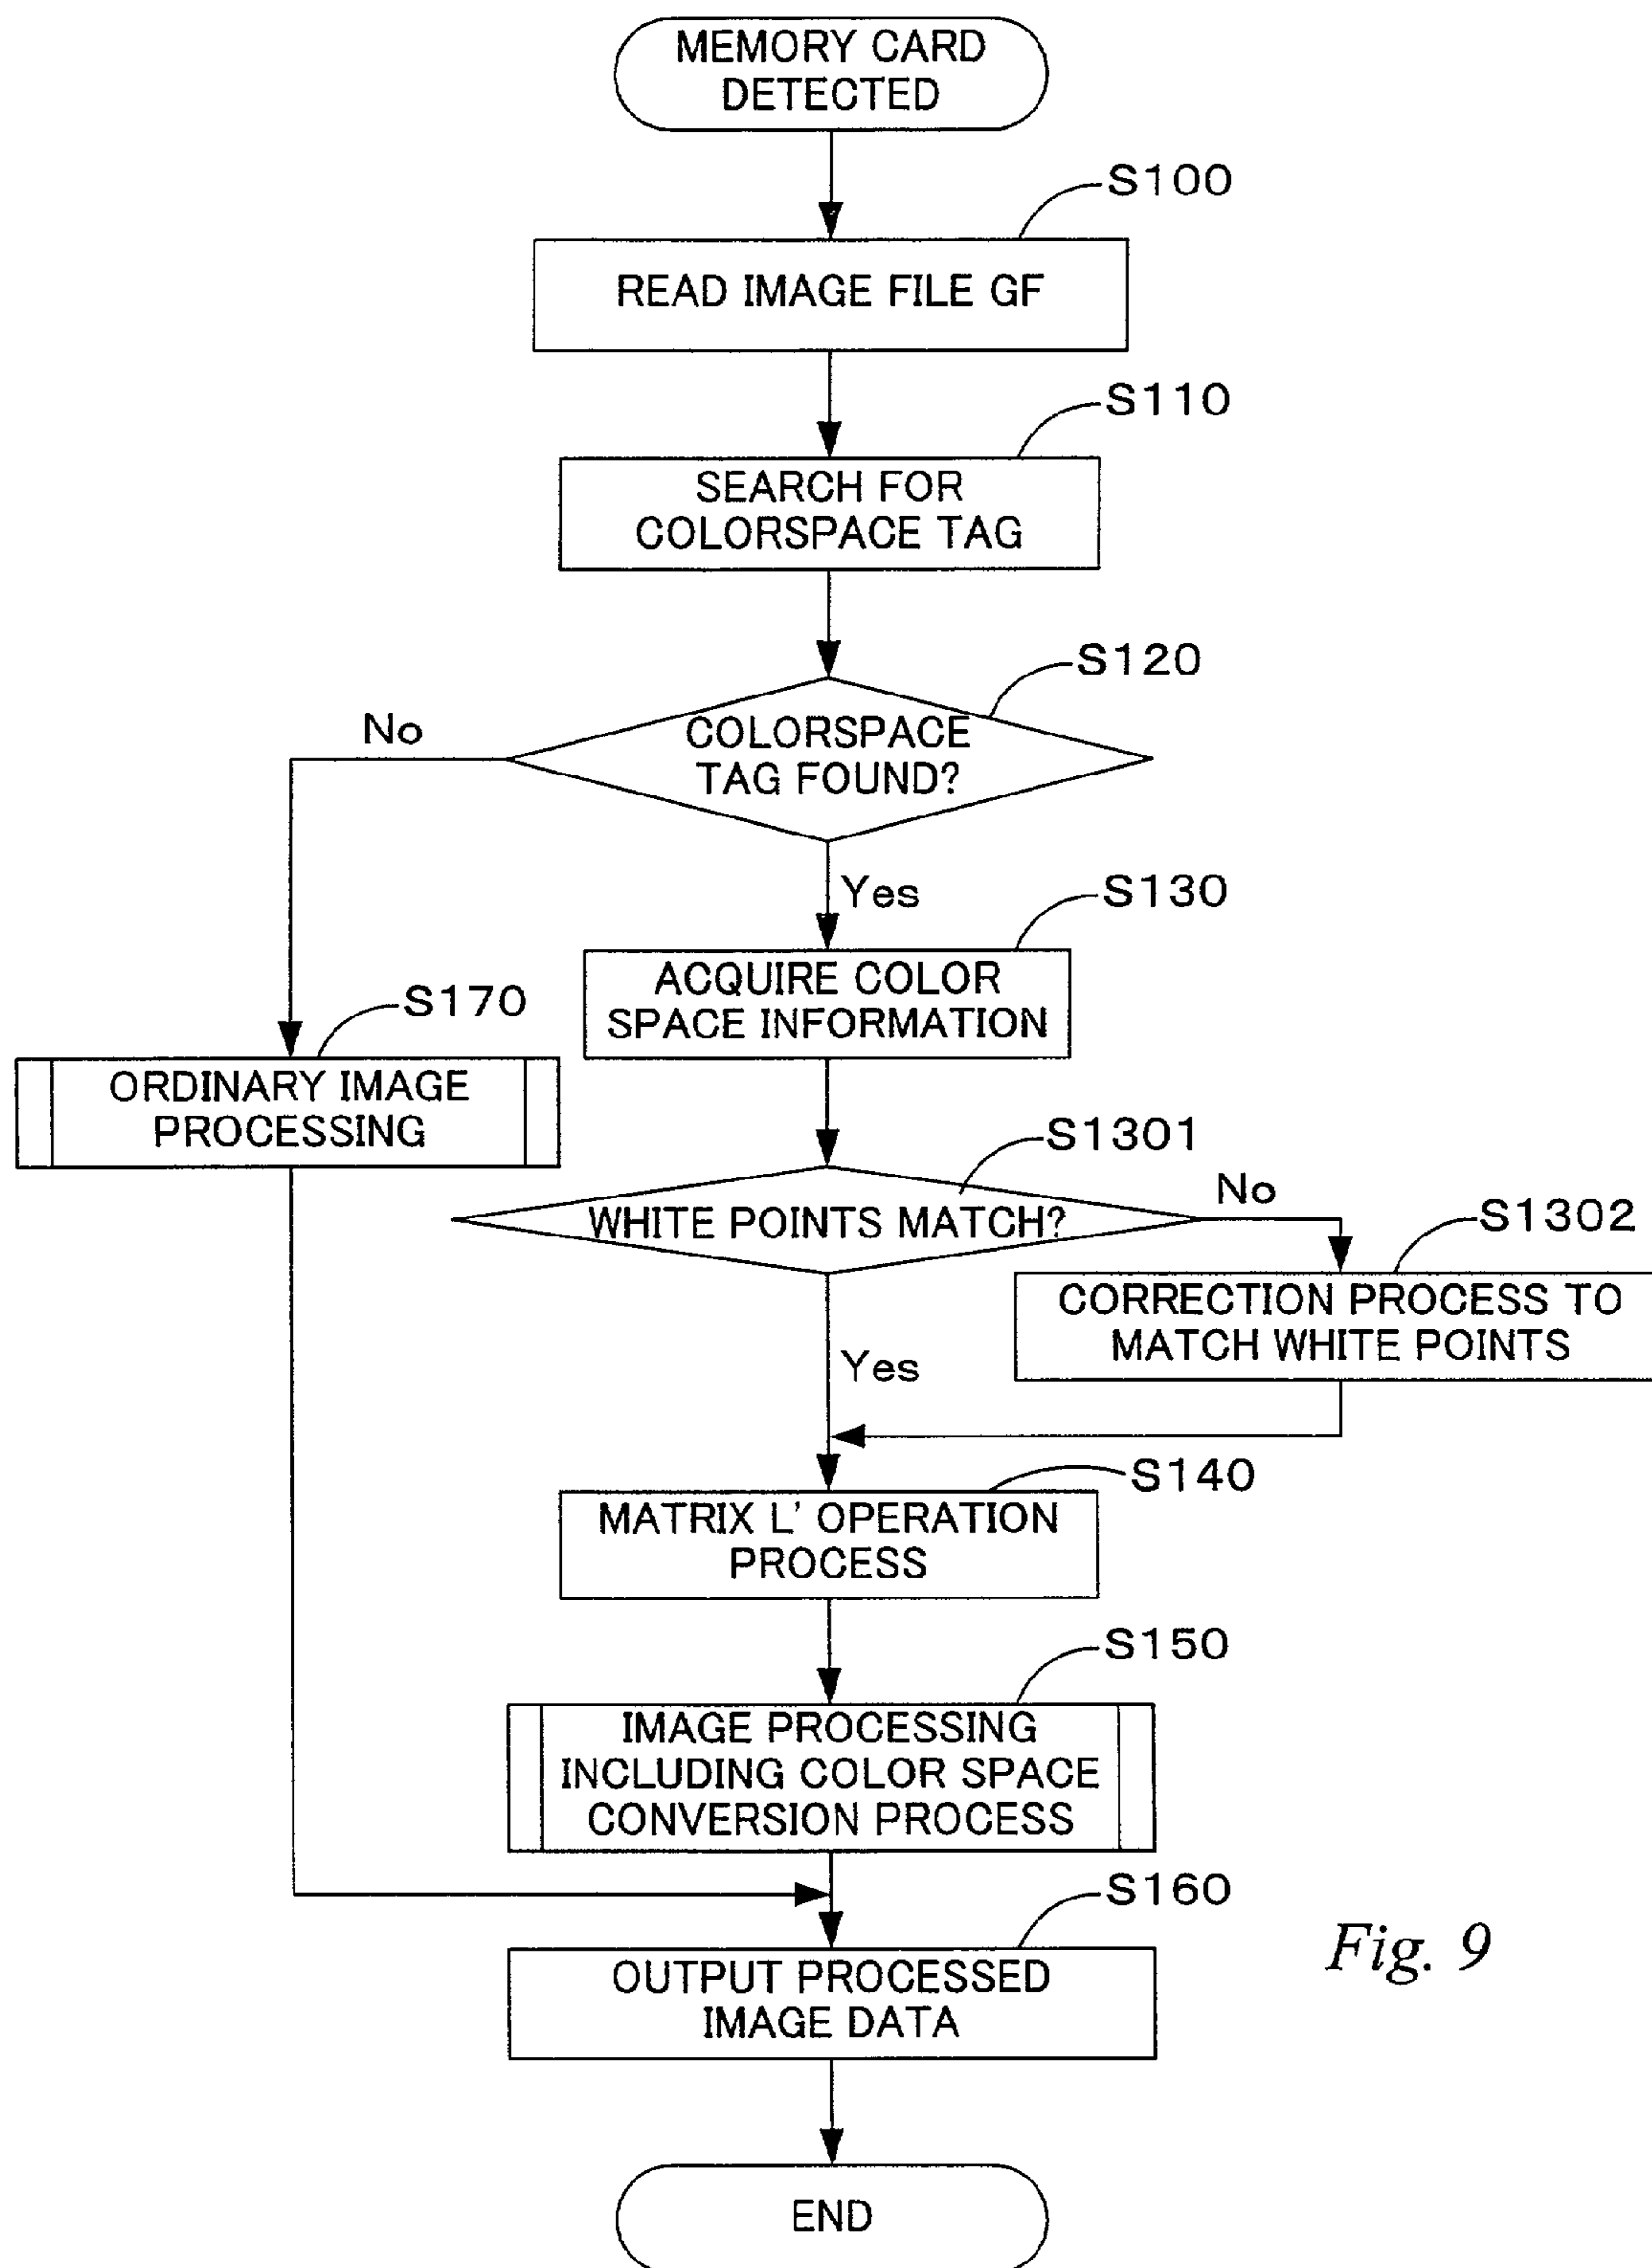 MEMORY CARD
DETECTED
S100
READ IMAGE FILE GF
S110
SEARCH FOR
COLORSPACE TAG
S120
No
COLORSPACE
TAG FOUND?
Yes
S130
ACQUIRE COLOR
SPACE INFORMATION
S170
ORDINARY IMAGE
PROCESSING
S1301
No
WHITE POINTS MATCH?
S1302
CORRECTION PROCESS TO
MATCH WHITE POINTS
Yes
S140
MATRIX L' OPERATION
PROCESS
S150
IMAGE PROCESSING
INCLUDING COLOR SPACE
CONVERSION PROCESS
S160
OUTPUT PROCESSED
IMAGE DATA
Fig. 9
END